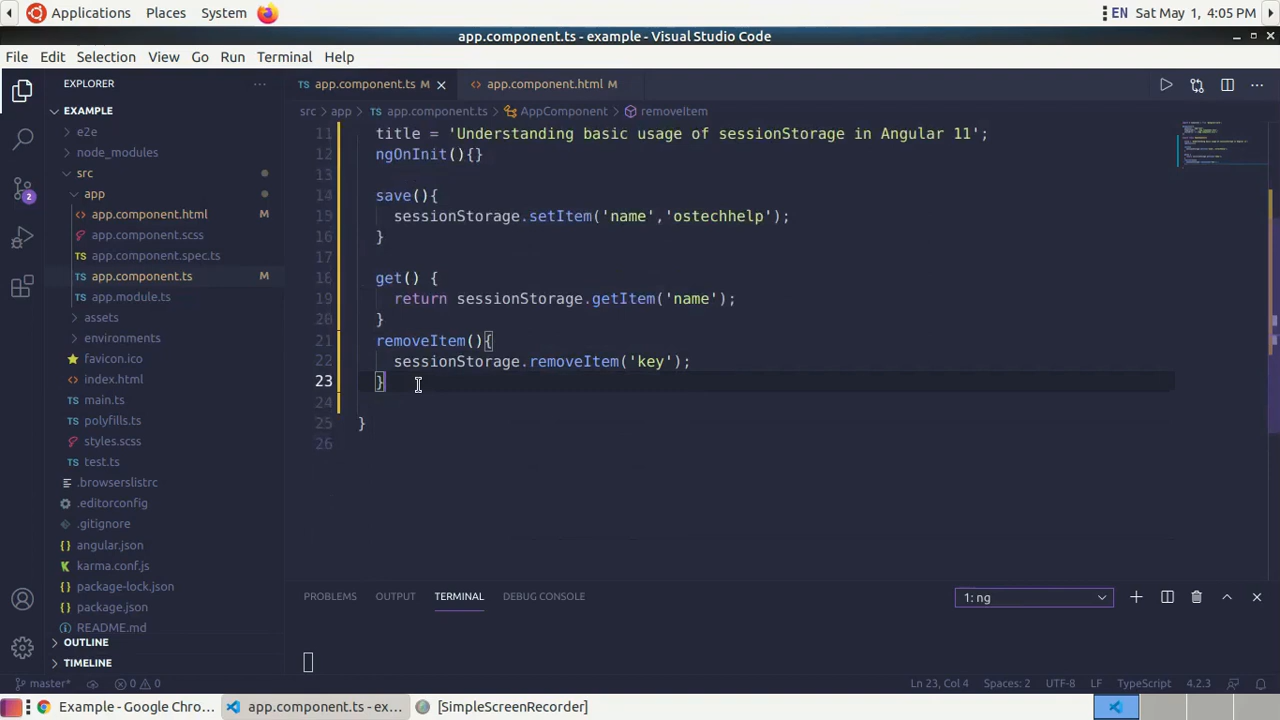 Applications Places System EN Sat May 1, 4:05 PM
app.component.ts - example - Visual Studio Code
File Edit Selection View Go Run Terminal Help
EXPLORER
EXAMPLE
e2e
node_modules
src
app
app.component.html M
app.component.scss
TS app.component.spec.ts
TS app.component.ts M
TS app.module.ts
assets
environments
favicon.ico
<> index.html
TS main.ts
TS polyfills.ts
styles.scss
TS test.ts
.browserslistrc
.editorconfig
.gitignore
{} angular.json
karma.conf.js
{} package-lock.json
{} package.json
README.md
OUTLINE
TIMELINE
2
TS app.component.ts M <> app.component.html M
src > app > TS app.component.ts > AppComponent > removeItem
11 title = 'Understanding basic usage of sessionStorage in Angular 11';
12 ngOnInit(){}
13
14 save(){
15 sessionStorage.setItem('name','ostechhelp');
16 }
17
18 get() {
19 return sessionStorage.getItem('name');
20 }
21 removeItem(){
22 sessionStorage.removeItem('key');
23 }
24
25 }
26
PROBLEMS OUTPUT TERMINAL DEBUG CONSOLE 1: ng
master* 0 0 Ln 23, Col 4 Spaces: 2 UTF-8 LF TypeScript 4.2.3
Example - Google Chro... app.component.ts - ex... [SimpleScreenRecorder]